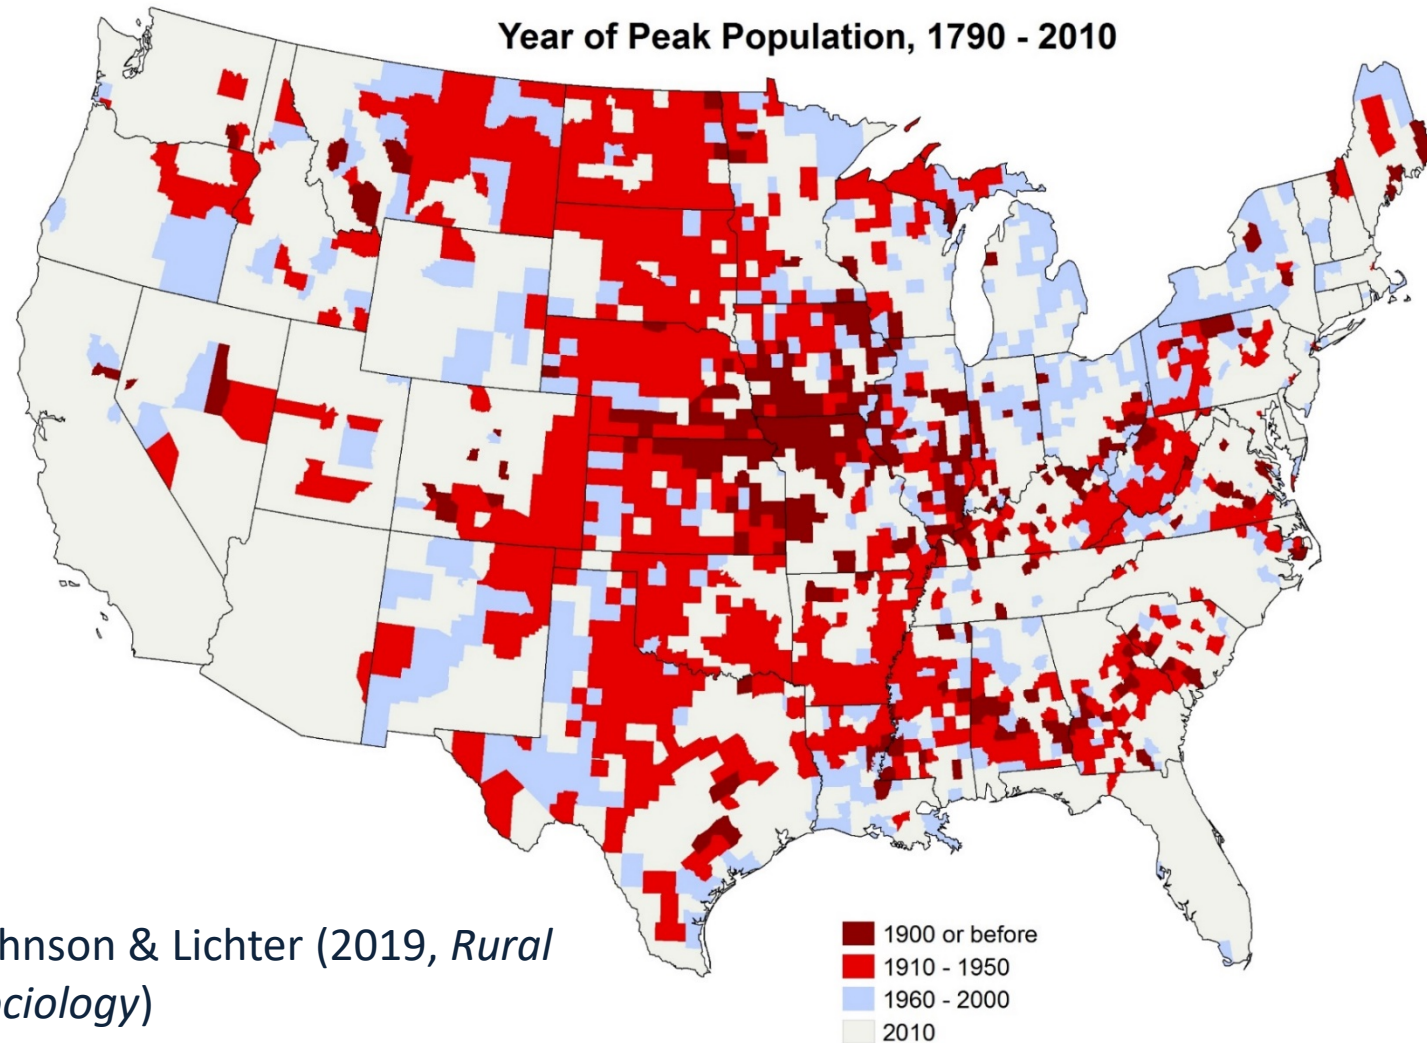 Year of Peak Population, 1790 - 2010
hnson & Lichter (2019, Rural
ciology)
1900 or before
1910 - 1950
1960 - 2000
2010